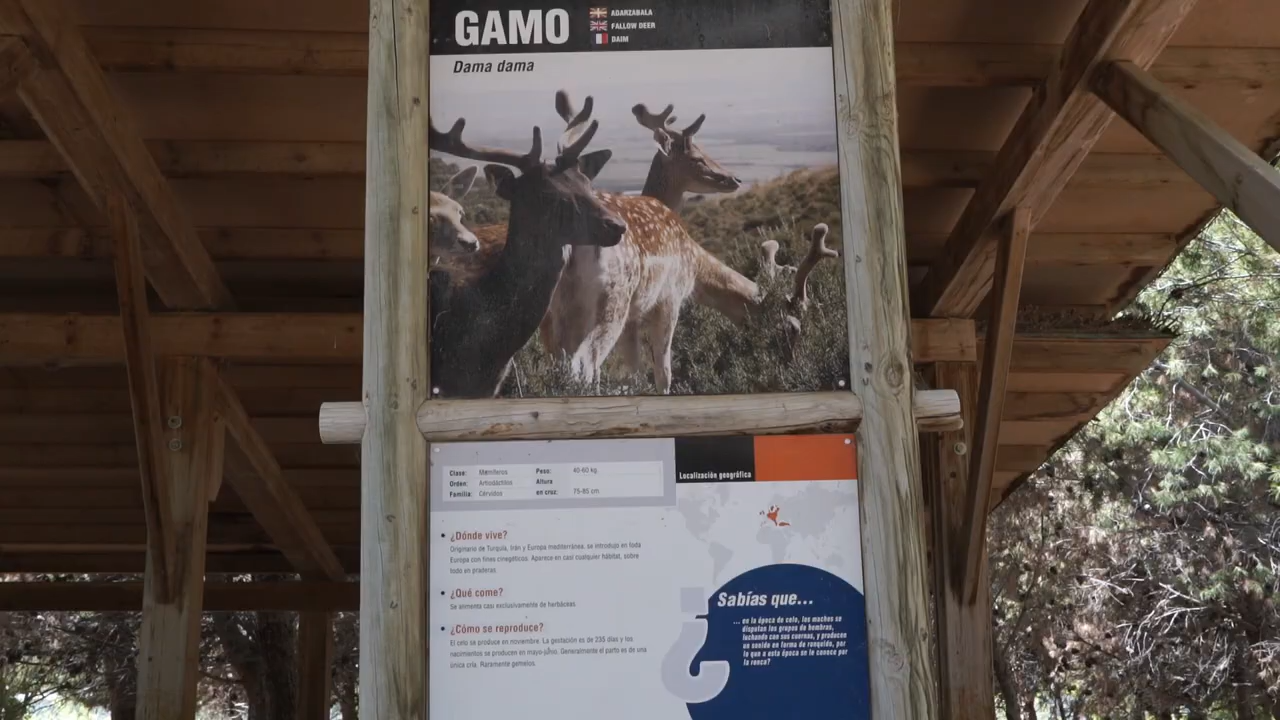 GAMO
ADARZABALA
FALLOW DEER
DAIM
Dama dama
Clase: Mamíferos Peso: 40-60 kg.
Orden: Artiodáctilos Altura
Familia: Cérvidos en cruz: 75-85 cm
Localización geográfica
¿Dónde vive?
Originario de Turquía, Irán y Europa mediterránea, se introdujo en toda
Europa con fines cinegéticos. Aparece en casi cualquier hábitat, sobre
todo en praderas.
¿Qué come?
Se alimenta casi exclusivamente de herbáceas.
¿Cómo se reproduce?
El celo se produce en noviembre. La gestación es de 235 días y los
nacimientos se producen en mayo-julio. Generalmente el parto es de una
única cría. Raramente gemelos.
¿
Sabías que...
... en la época de celo, los machos se
disputan los grupos de hembras,
luchando con sus cuernas, y producen
un sonido en forma de ronquido, por
lo que a esta época se le conoce por
la ronca?